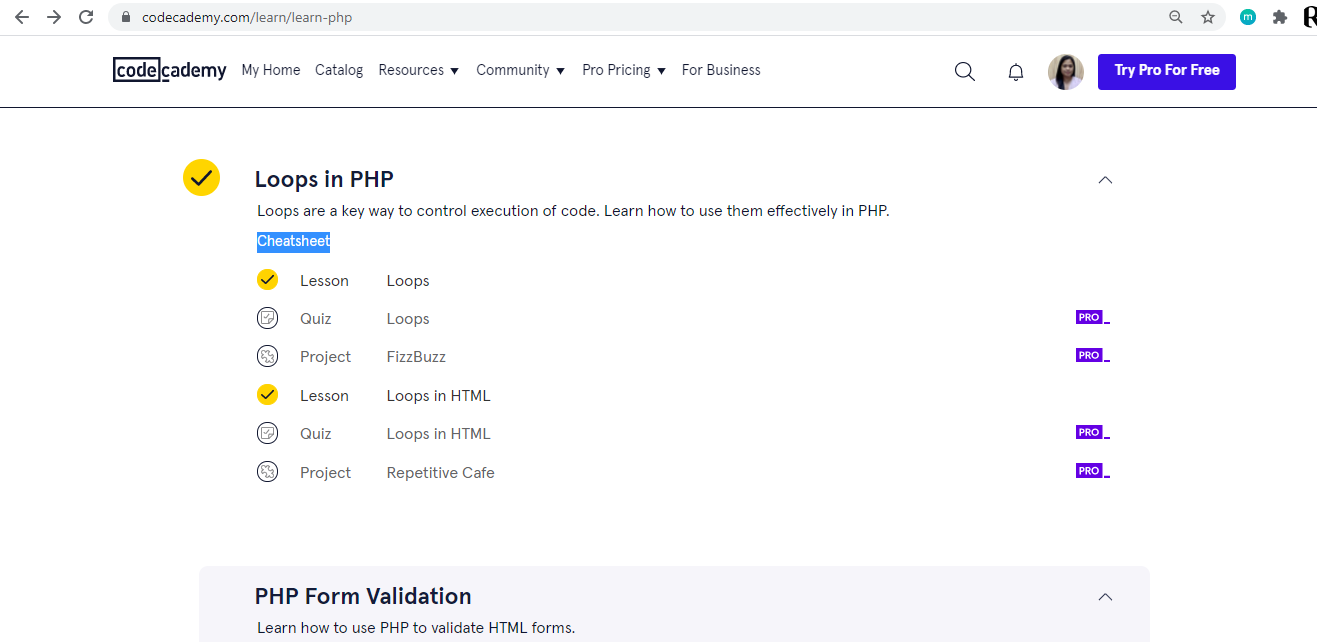 codecademy.com/learn/learn-php
m
codecademy My Home Catalog Resources ▼ Community ▼ Pro Pricing ▼ For Business Try Pro For Free
Loops in PHP
Loops are a key way to control execution of code. Learn how to use them effectively in PHP.
Cheatsheet
Lesson Loops
Quiz Loops PRO
Project FizzBuzz PRO
Lesson Loops in HTML
Quiz Loops in HTML PRO
Project Repetitive Cafe PRO
PHP Form Validation
Learn how to use PHP to validate HTML forms.